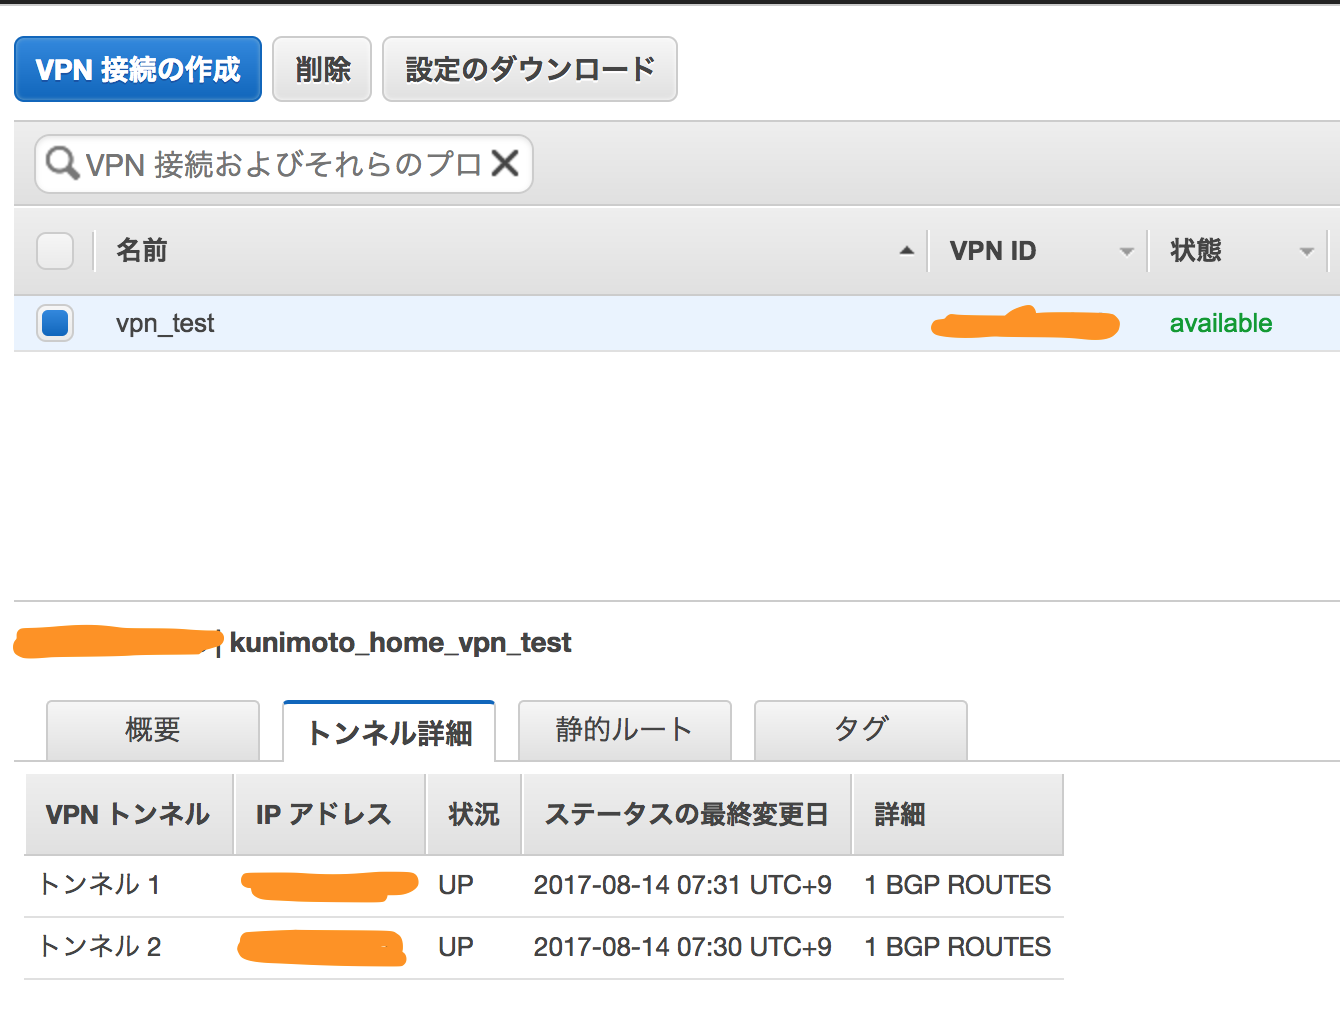 VPN 接続の作成 削除 設定のダウンロード
VPN 接続およびそれらのプロ
名前 VPN ID 状態
vpn_test available
| kunimoto_home_vpn_test
概要 トンネル詳細 静的ルート タグ
VPN トンネル IP アドレス 状況 ステータスの最終変更日 詳細
トンネル 1 UP 2017-08-14 07:31 UTC+9 1 BGP ROUTES
トンネル 2 UP 2017-08-14 07:30 UTC+9 1 BGP ROUTES